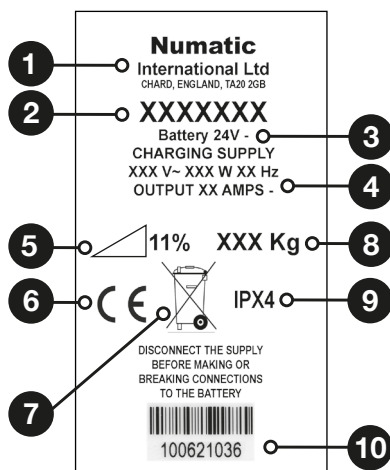 Numatic
1 International Ltd
CHARD, ENGLAND, TA20 2GB
2 XXXXXXX
Battery 24V - 3
CHARGING SUPPLY
XXX V~ XXX W XX Hz
OUTPUT XX AMPS - 4
5 11% XXX Kg 8
6 CE IPX4 9
7
DISCONNECT THE SUPPLY
BEFORE MAKING OR
BREAKING CONNECTIONS
TO THE BATTERY
100621036 10